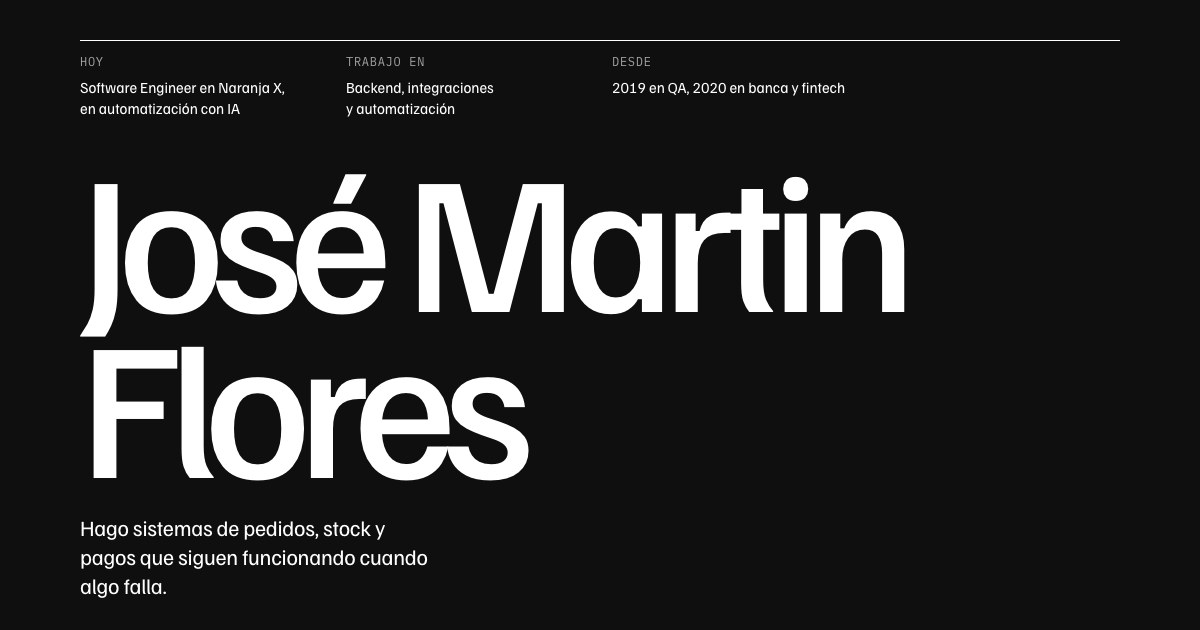 HOY
Software Engineer en Naranja X,
en automatización con IA
TRABAJO EN
Backend, integraciones
y automatización
DESDE
2019 en QA, 2020 en banca y fintech
José Martin
Flores
Hago sistemas de pedidos, stock y
pagos que siguen funcionando cuando
algo falla.